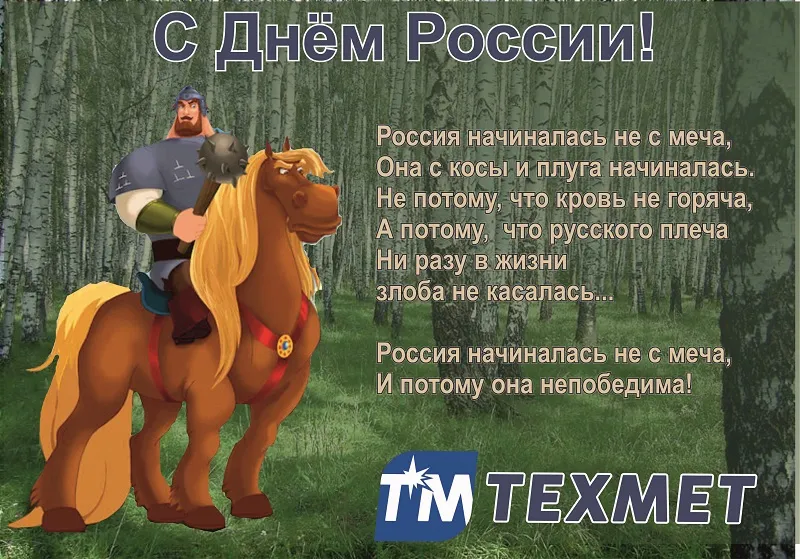 С Днём России!
Россия начиналась не с меча,
Она с косы и плуга начиналась.
Не потому, что кровь не горяча,
А потому, что русского плеча
Ни разу в жизни
злоба не касалась...
Россия начиналась не с меча,
И потому она непобедима!
ТМ ТЕХМЕТ